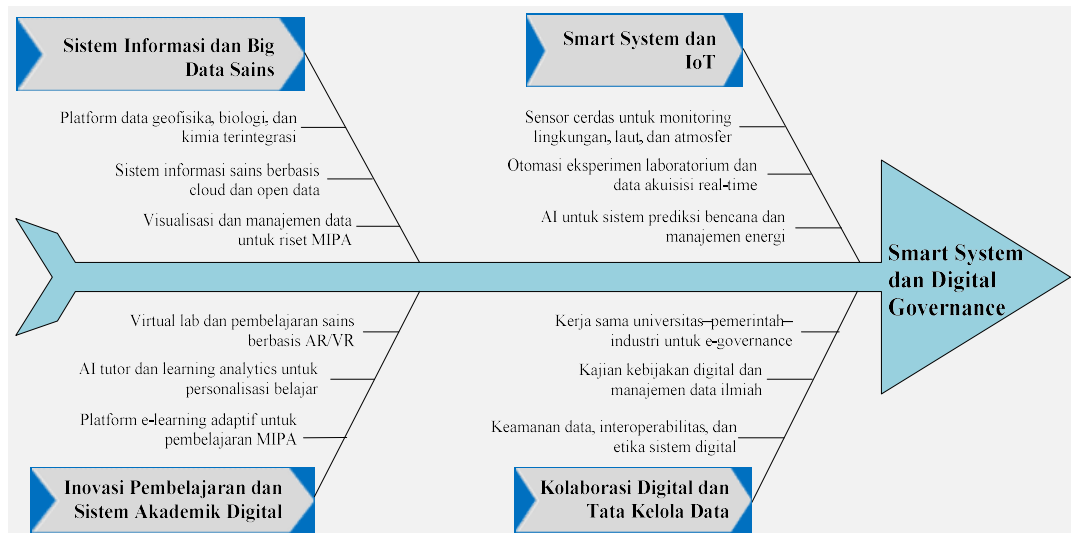 Sistem Informasi dan Big
Data Sains
Platform data geofisika, biologi, dan
kimia terintegrasi
Sistem informasi sains berbasis
cloud dan open data
Visualisasi dan manajemen data
untuk riset MIPA
Smart System dan
IoT
Sensor cerdas untuk monitoring
lingkungan, laut, dan atmosfer
Otomasi eksperimen laboratorium dan
data akuisisi real-time
AI untuk sistem prediksi bencana dan
manajemen energi
Smart System
dan Digital
Governance
Virtual lab dan pembelajaran sains
berbasis AR/VR
AI tutor dan learning analytics untuk
personalisasi belajar
Platform e-learning adaptif untuk
pembelajaran MIPA
Inovasi Pembelajaran dan
Sistem Akademik Digital
Kerja sama universitas–pemerintah–
industri untuk e-governance
Kajian kebijakan digital dan
manajemen data ilmiah
Keamanan data, interoperabilitas, dan
etika sistem digital
Kolaborasi Digital dan
Tata Kelola Data